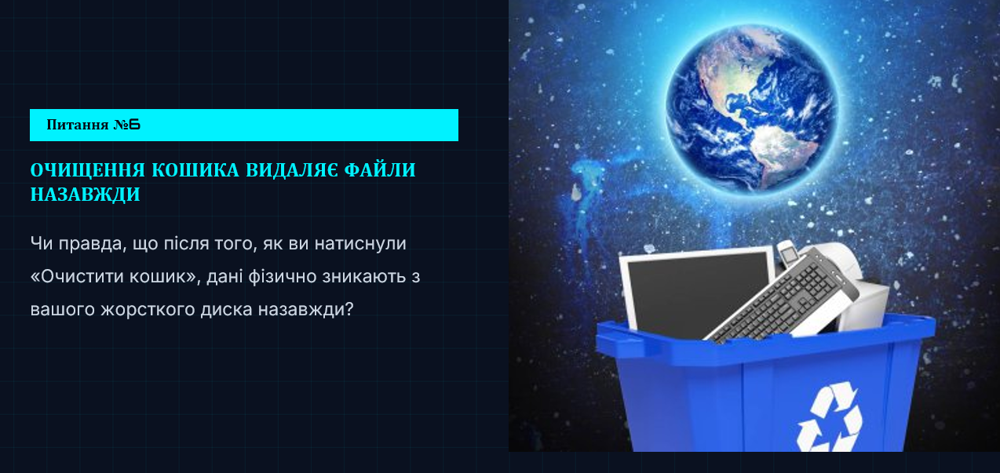 Питання №6
ОЧИЩЕННЯ КОШИКА ВИДАЛЯЄ ФАЙЛИ
НАЗАВЖДИ
Чи правда, що після того, як ви натиснули
«Очистити кошик», дані фізично зникають з
вашого жорсткого диска назавжди?